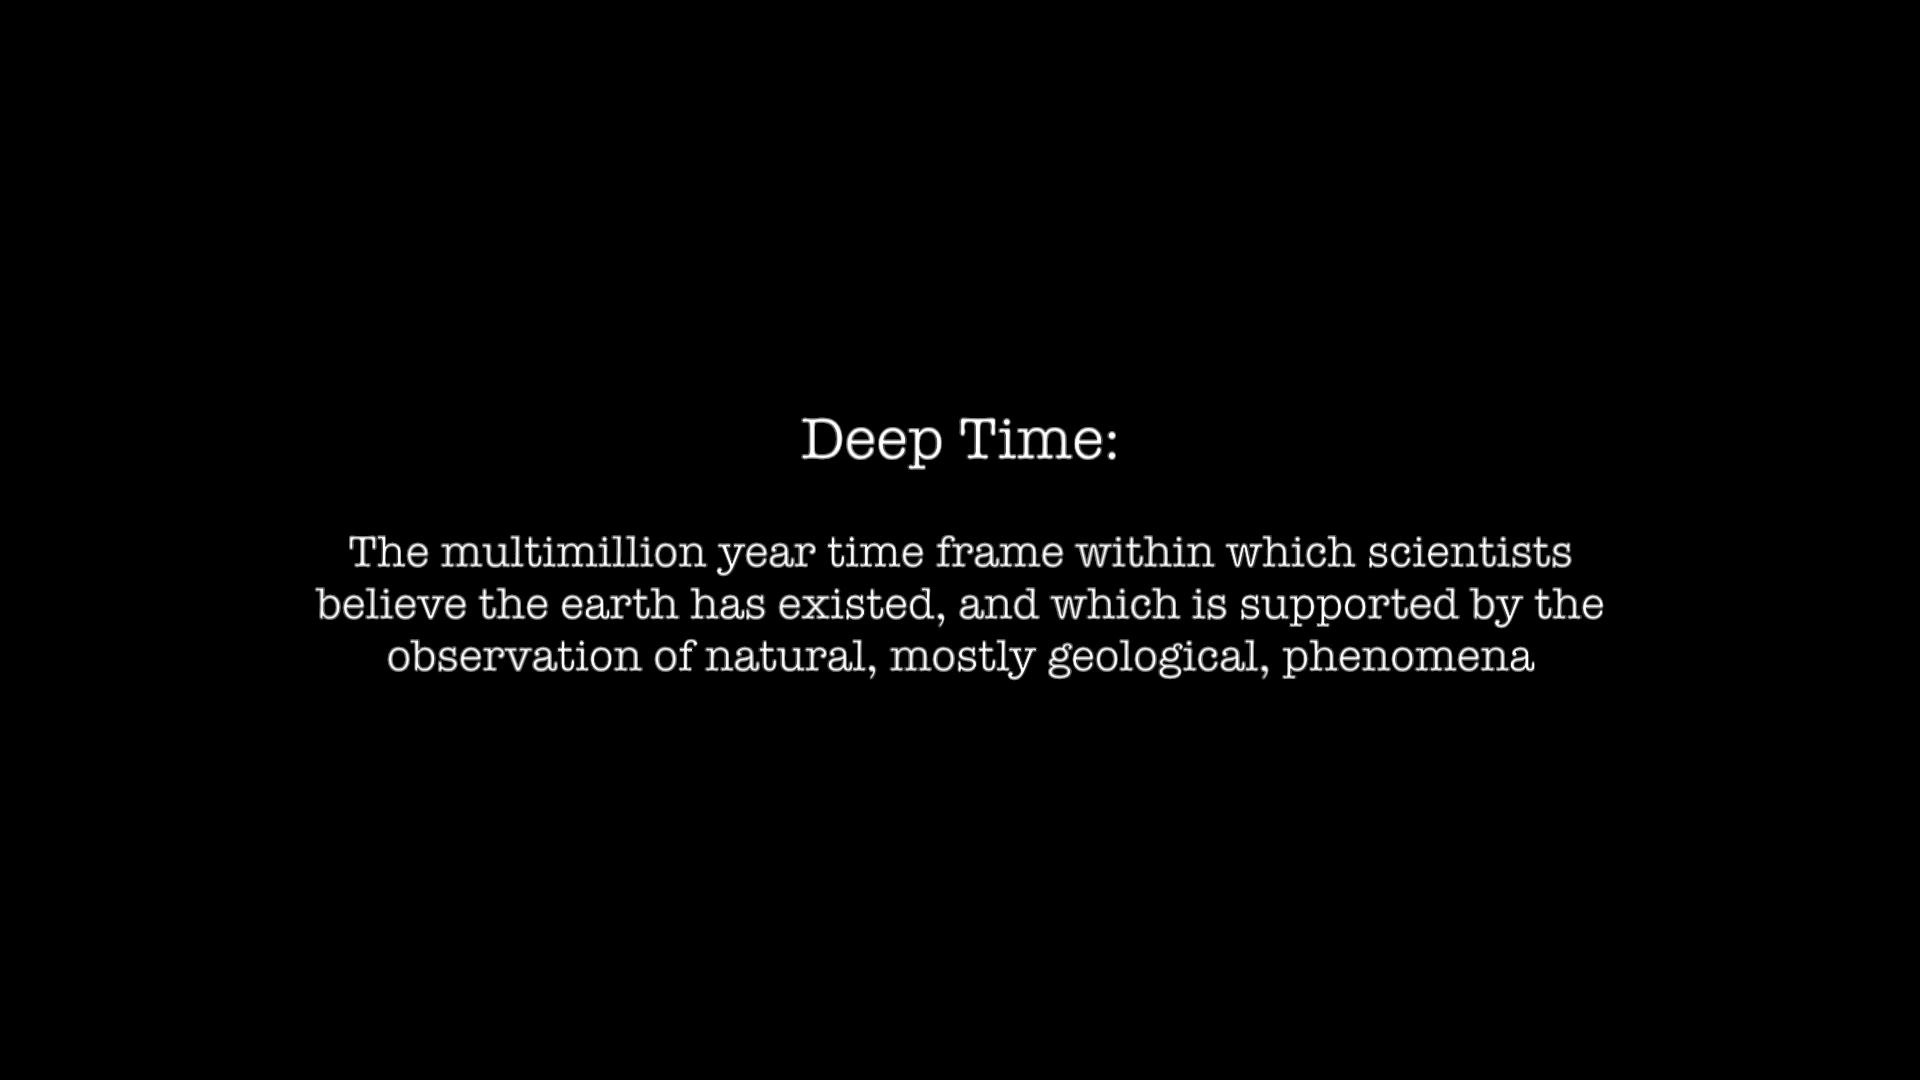 Deep Time:
The multimillion year time frame within which scientists
believe the earth has existed, and which is supported by the
observation of natural, mostly geological, phenomena